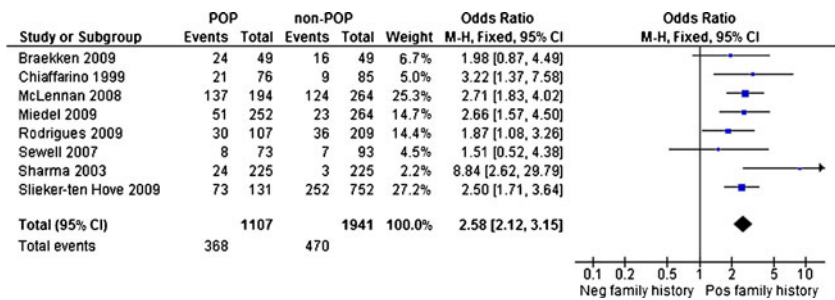 POP non-POP Odds Ratio Odds Ratio
Study or Subgroup Events Total Events Total Weight M-H, Fixed, 95% CI M-H, Fixed, 95% CI
Braekken 2009 24 49 16 49 6.7% 1.98 [0.87, 4.49]
Chiaffarino 1999 21 76 9 85 5.0% 3.22 [1.37, 7.58]
McLennan 2008 137 194 124 264 25.3% 2.71 [1.83, 4.02]
Miedel 2009 51 252 23 264 14.7% 2.66 [1.57, 4.50]
Rodrigues 2009 30 107 36 209 14.4% 1.87 [1.08, 3.26]
Sewell 2007 8 73 7 93 4.5% 1.51 [0.52, 4.38]
Sharma 2003 24 225 3 225 2.2% 8.84 [2.62, 29.79]
Slieker-ten Hove 2009 73 131 252 752 27.2% 2.50 [1.71, 3.64]
Total (95% CI) 1107 1941 100.0% 2.58 [2.12, 3.15]
Total events 368 470
0.1 0.2 0.5 1 2 5 10
Neg family history Pos family history